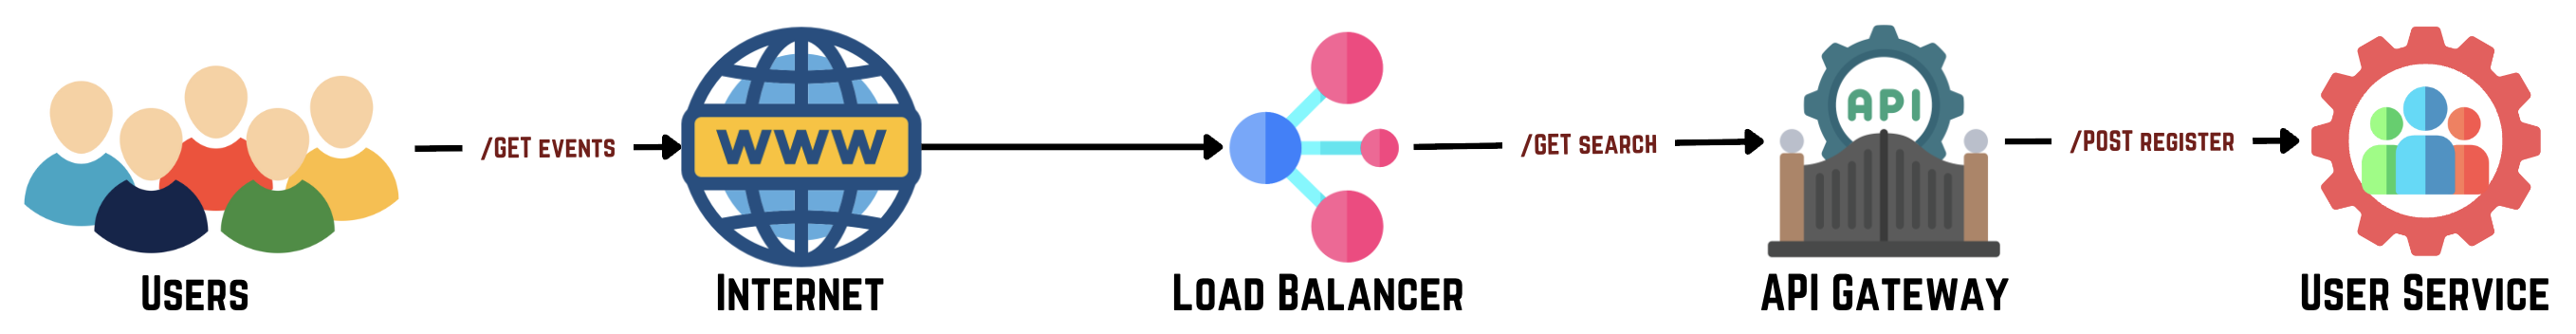 /GET EVENTS
WWW
/GET SEARCH
API
/POST REGISTER
USERS
INTERNET
LOAD BALANCER
API GATEWAY
USER SERVICE